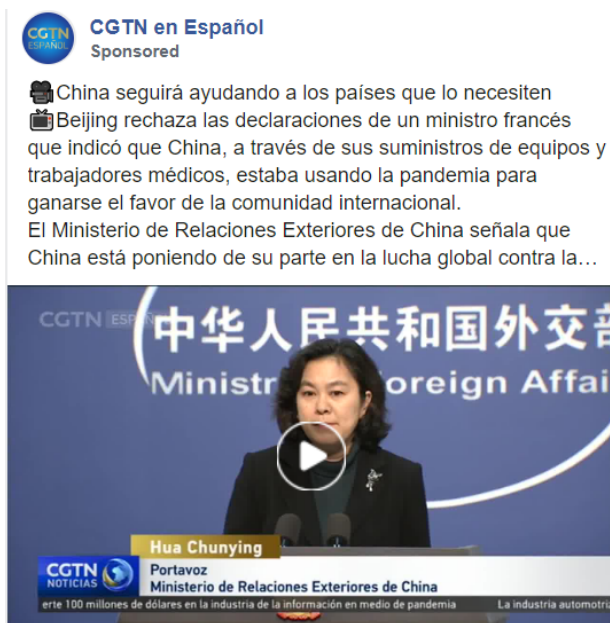 CGTN
ESPAÑOL
CGTN en Español
Sponsored
China seguirá ayudando a los países que lo necesiten
Beijing rechaza las declaraciones de un ministro francés
que indicó que China, a través de sus suministros de equipos y
trabajadores médicos, estaba usando la pandemia para
ganarse el favor de la comunidad internacional.
El Ministerio de Relaciones Exteriores de China señala que
China está poniendo de su parte en la lucha global contra la…
CGTN
中华人民共和国外交部
Ministr oreign Affai
Hua Chunying
CGTN
NOTICIAS
Portavoz
Ministerio de Relaciones Exteriores de China
erte 100 millones de dólares en la industria de la información en medio de pandemia La industria automotri